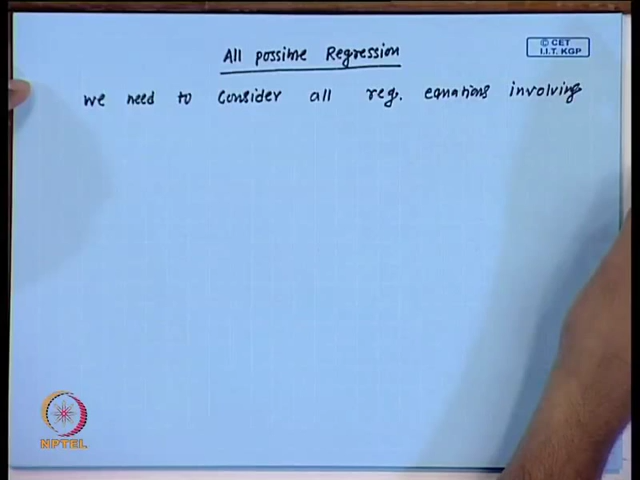 All possible Regression
© CET
I.I.T. KGP
we need to consider all reg. equations involving
NPTEL